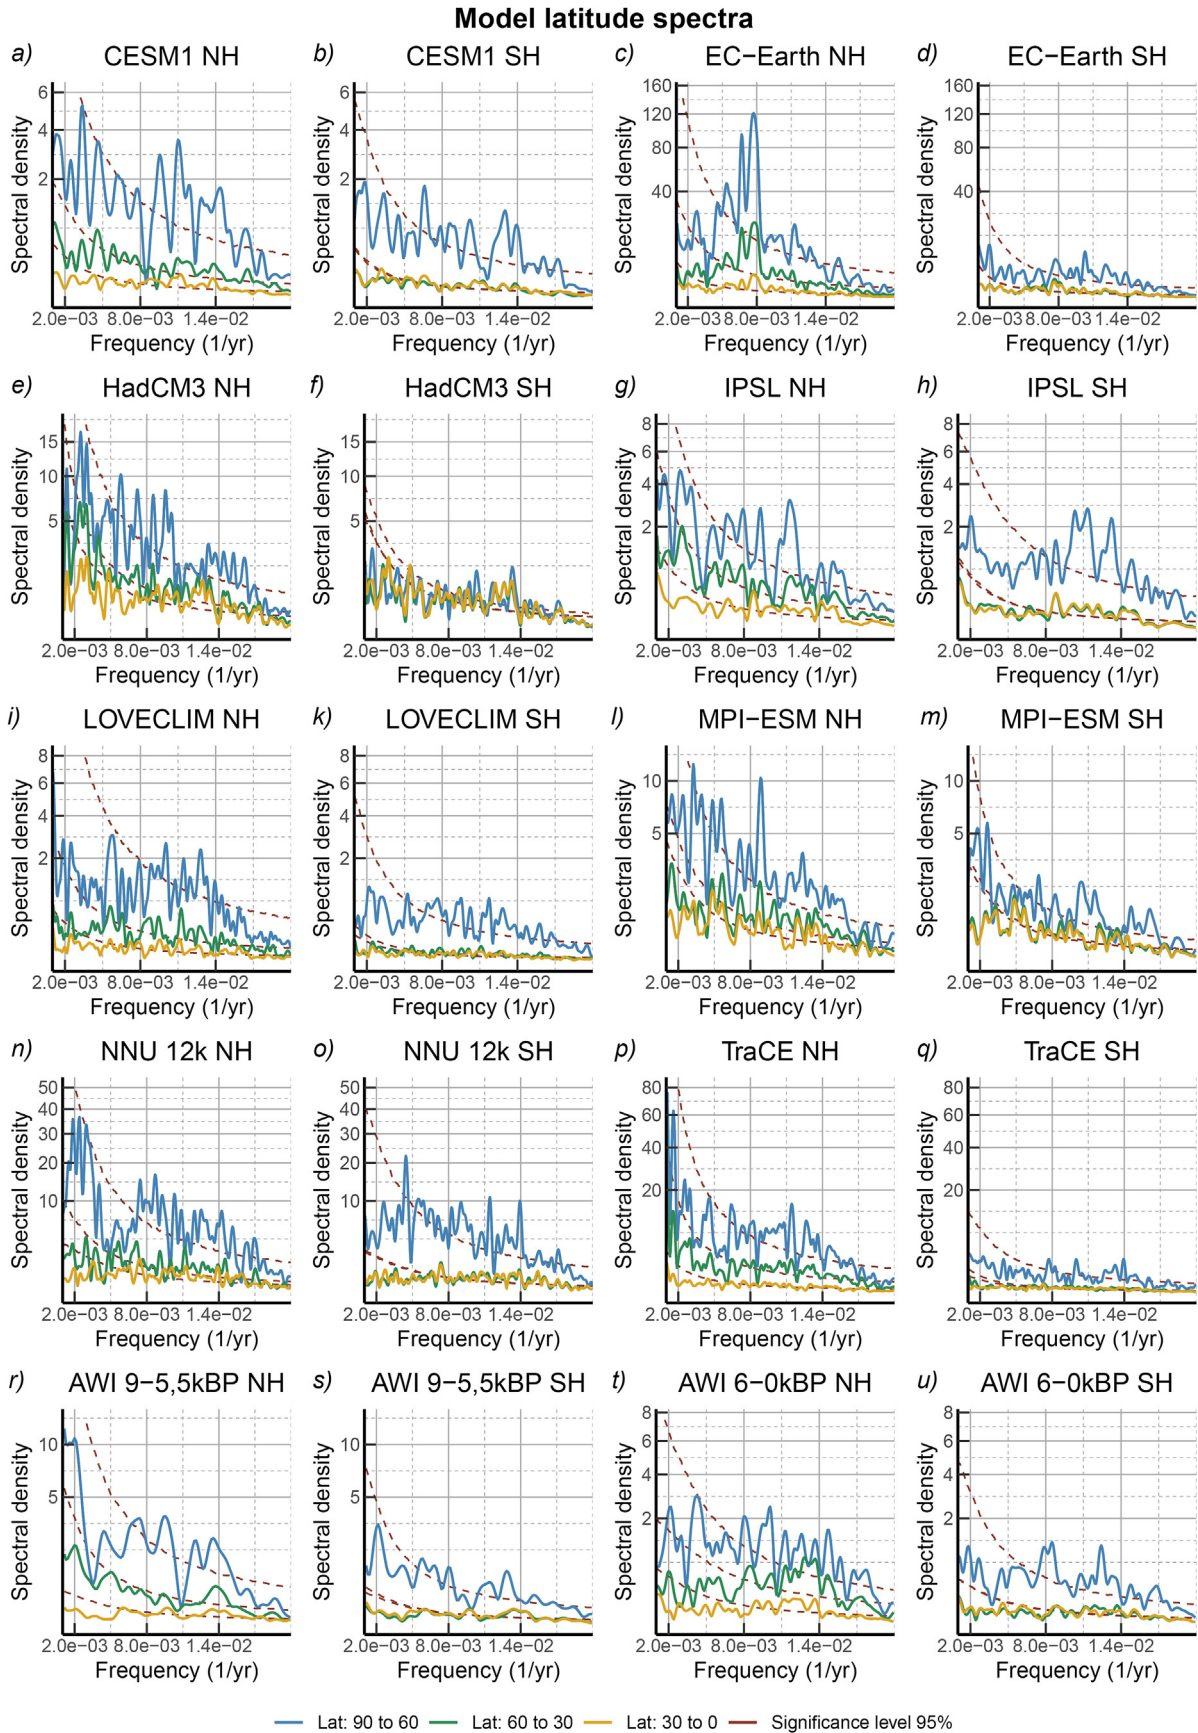 Model latitude spectra
a) CESM1 NH b) CESM1 SH c) EC−Earth NH d) EC−Earth SH
Spectral density 6 4 2 Spectral density 6 4 2 Spectral density 160 120 80 40 Spectral density 160 120 80 40
2.0e−03 8.0e−03 1.4e−02 2.0e−03 8.0e−03 1.4e−02 2.0e−03 8.0e−03 1.4e−02 2.0e−03 8.0e−03 1.4e−02
Frequency (1/yr) Frequency (1/yr) Frequency (1/yr) Frequency (1/yr)
e) HadCM3 NH f) HadCM3 SH g) IPSL NH h) IPSL SH
Spectral density 15 10 5 Spectral density 15 10 5 Spectral density 8 6 4 2 Spectral density 8 6 4 2
2.0e−03 8.0e−03 1.4e−02 2.0e−03 8.0e−03 1.4e−02 2.0e−03 8.0e−03 1.4e−02 2.0e−03 8.0e−03 1.4e−02
Frequency (1/yr) Frequency (1/yr) Frequency (1/yr) Frequency (1/yr)
i) LOVECLIM NH k) LOVECLIM SH l) MPI−ESM NH m) MPI−ESM SH
Spectral density 8 6 4 2 Spectral density 8 6 4 2 Spectral density 10 5 Spectral density 10 5
2.0e−03 8.0e−03 1.4e−02 2.0e−03 8.0e−03 1.4e−02 2.0e−03 8.0e−03 1.4e−02 2.0e−03 8.0e−03 1.4e−02
Frequency (1/yr) Frequency (1/yr) Frequency (1/yr) Frequency (1/yr)
n) NNU 12k NH o) NNU 12k SH p) TraCE NH q) TraCE SH
Spectral density 50 40 30 20 10 Spectral density 50 40 30 20 10 Spectral density 80 60 40 20 Spectral density 80 60 40 20
2.0e−03 8.0e−03 1.4e−02 2.0e−03 8.0e−03 1.4e−02 2.0e−03 8.0e−03 1.4e−02 2.0e−03 8.0e−03 1.4e−02
Frequency (1/yr) Frequency (1/yr) Frequency (1/yr) Frequency (1/yr)
r) AWI 9−5,5kBP NH s) AWI 9−5,5kBP SH t) AWI 6−0kBP NH u) AWI 6−0kBP SH
Spectral density 10 5 Spectral density 10 5 Spectral density 8 6 4 2 Spectral density 8 6 4 2
2.0e−03 8.0e−03 1.4e−02 2.0e−03 8.0e−03 1.4e−02 2.0e−03 8.0e−03 1.4e−02 2.0e−03 8.0e−03 1.4e−02
Frequency (1/yr) Frequency (1/yr) Frequency (1/yr) Frequency (1/yr)
Lat: 90 to 60 Lat: 60 to 30 Lat: 30 to 0 Significance level 95%